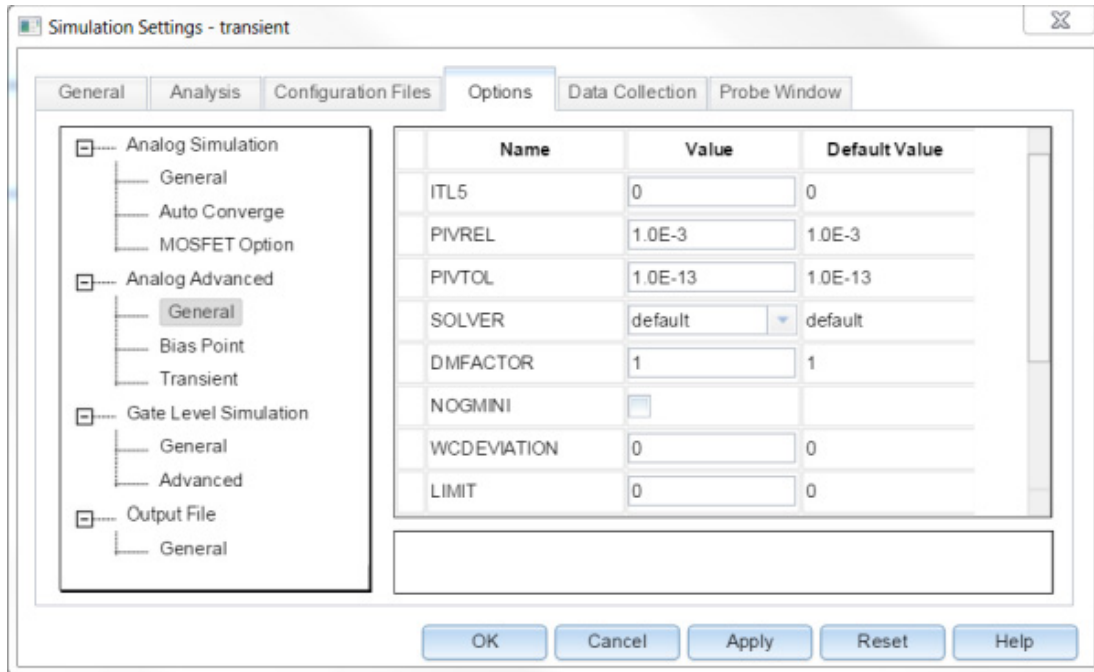 Simulation Settings - transient
General Analysis Configuration Files Options Data Collection Probe Window
Analog Simulation
General
Auto Converge
MOSFET Option
Analog Advanced
General
Bias Point
Transient
Gate Level Simulation
General
Advanced
Output File
General
Name Value Default Value
ITL5 0 0
PIVREL 1.0E-3 1.0E-3
PIVTOL 1.0E-13 1.0E-13
SOLVER default default
DMFACTOR 1 1
NOGMINI
WCDEVIATION 0 0
LIMIT 0 0
OK Cancel Apply Reset Help